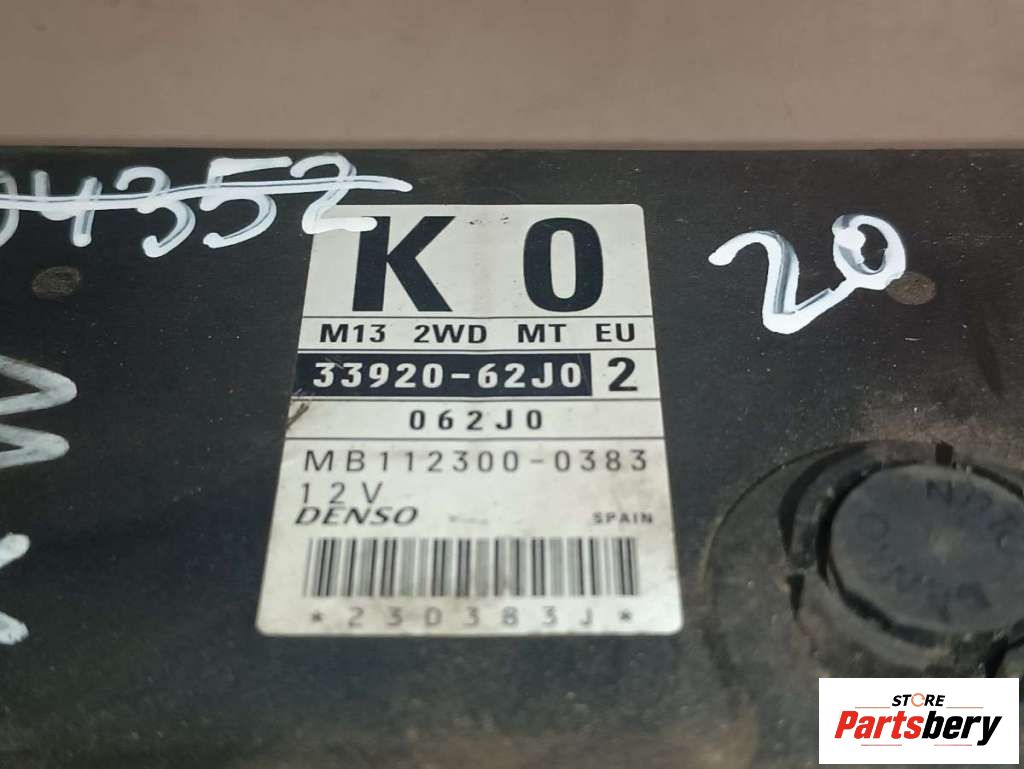 04352
K 0
20
M13 2WD MT EU
33920-62J0 2
062J0
MB112300-0383
12V
DENSO SPAIN
*230383J*
STORE
Partsbery